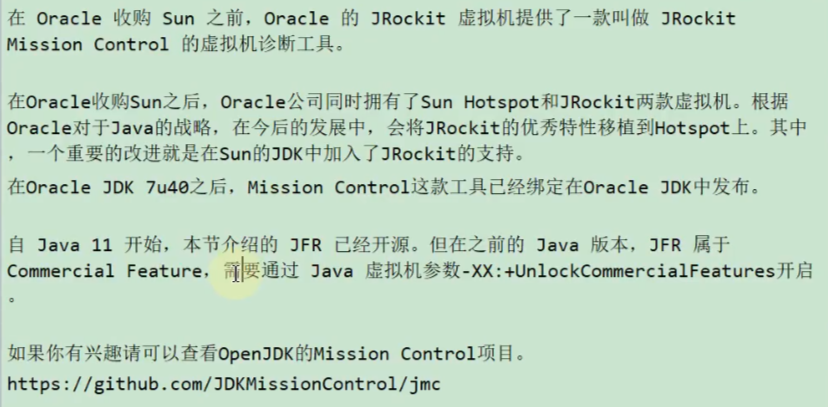 在 Oracle 收购 Sun 之前，Oracle 的 JRockit 虚拟机提供了一款叫做 JRockit
Mission Control 的虚拟机诊断工具。
在Oracle收购Sun之后，Oracle公司同时拥有了Sun Hotspot和JRockit两款虚拟机。根据
Oracle对于Java的战略，在今后的发展中，会将JRockit的优秀特性移植到Hotspot上。其中
，一个重要的改进就是在Sun的JDK中加入了JRockit的支持。
在Oracle JDK 7u40之后，Mission Control这款工具已经绑定在Oracle JDK中发布。
自 Java 11 开始，本节介绍的 JFR 已经开源。但在之前的 Java 版本，JFR 属于
Commercial Feature，需要通过 Java 虚拟机参数-XX:+UnlockCommercialFeatures开启
。
如果你有兴趣请可以查看OpenJDK的Mission Control项目。
https://github.com/JDKMissionControl/jmc